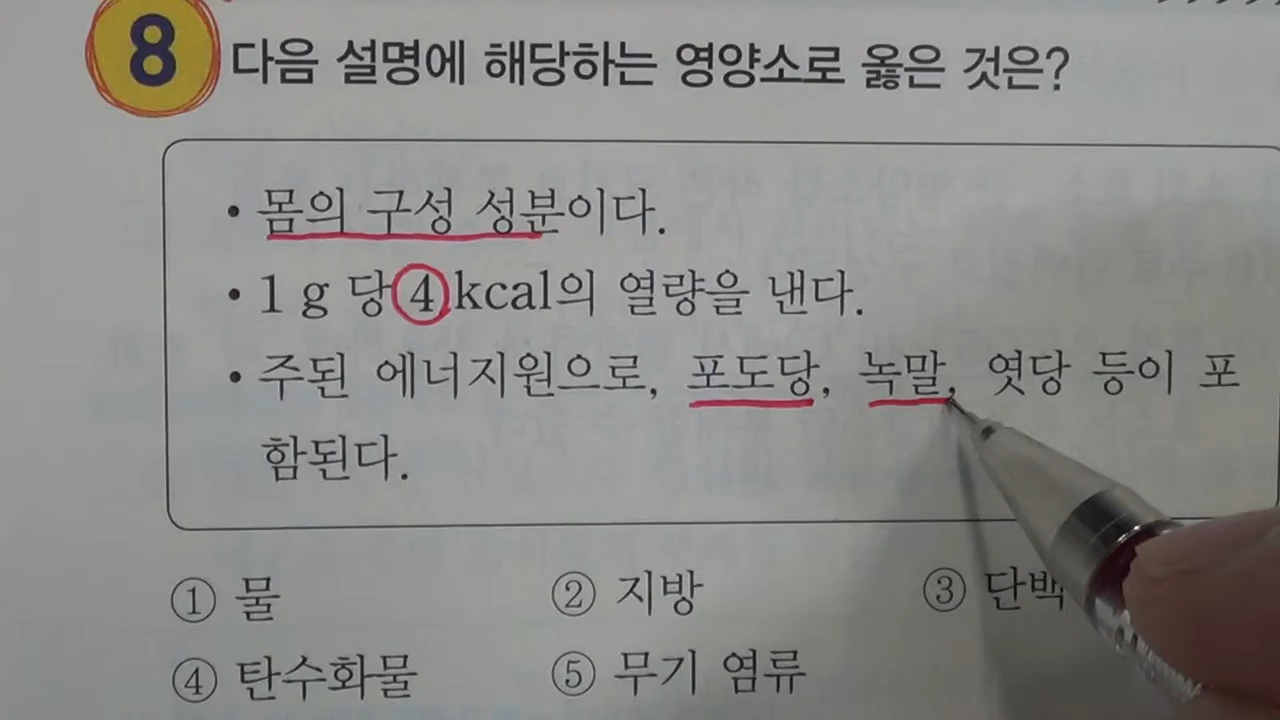 8 다음 설명에 해당하는 영양소로 옳은 것은?
• 몸의 구성 성분이다.
• 1 g 당 4 kcal의 열량을 낸다.
• 주된 에너지원으로, 포도당, 녹말, 엿당 등이 포
함된다.
① 물 ② 지방 ③ 단백
④ 탄수화물 ⑤ 무기 염류